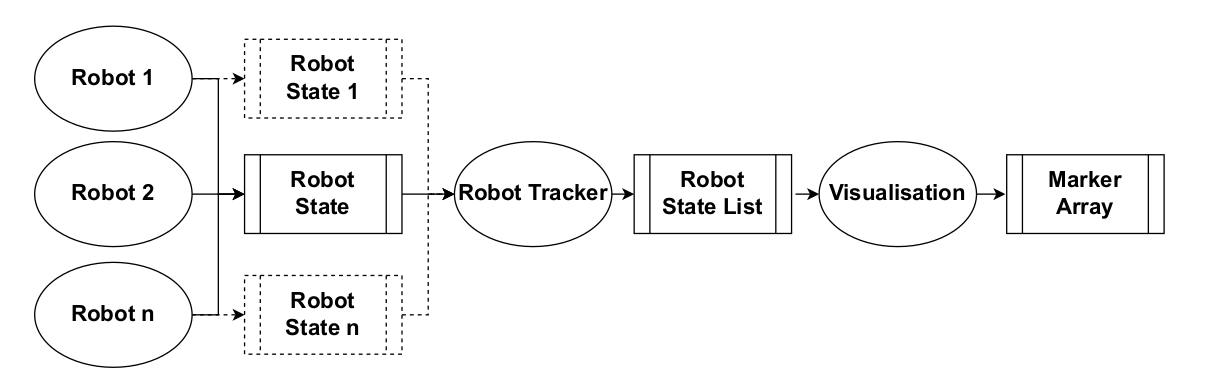 Robot 1
Robot
State 1
Robot 2
Robot
State
Robot Tracker
Robot
State List
Visualisation
Marker
Array
Robot n
Robot
State n